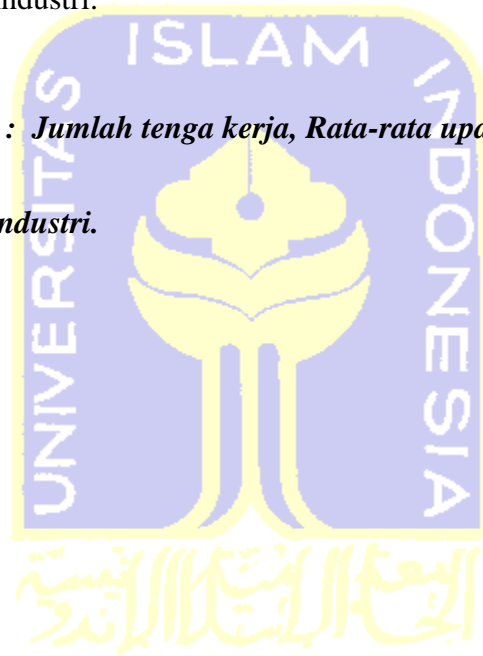 ndustri.
UNIVERSITAS
ISLAM
INDONESIA
: Jumlah tenga kerja, Rata-rata upa
ndustri.